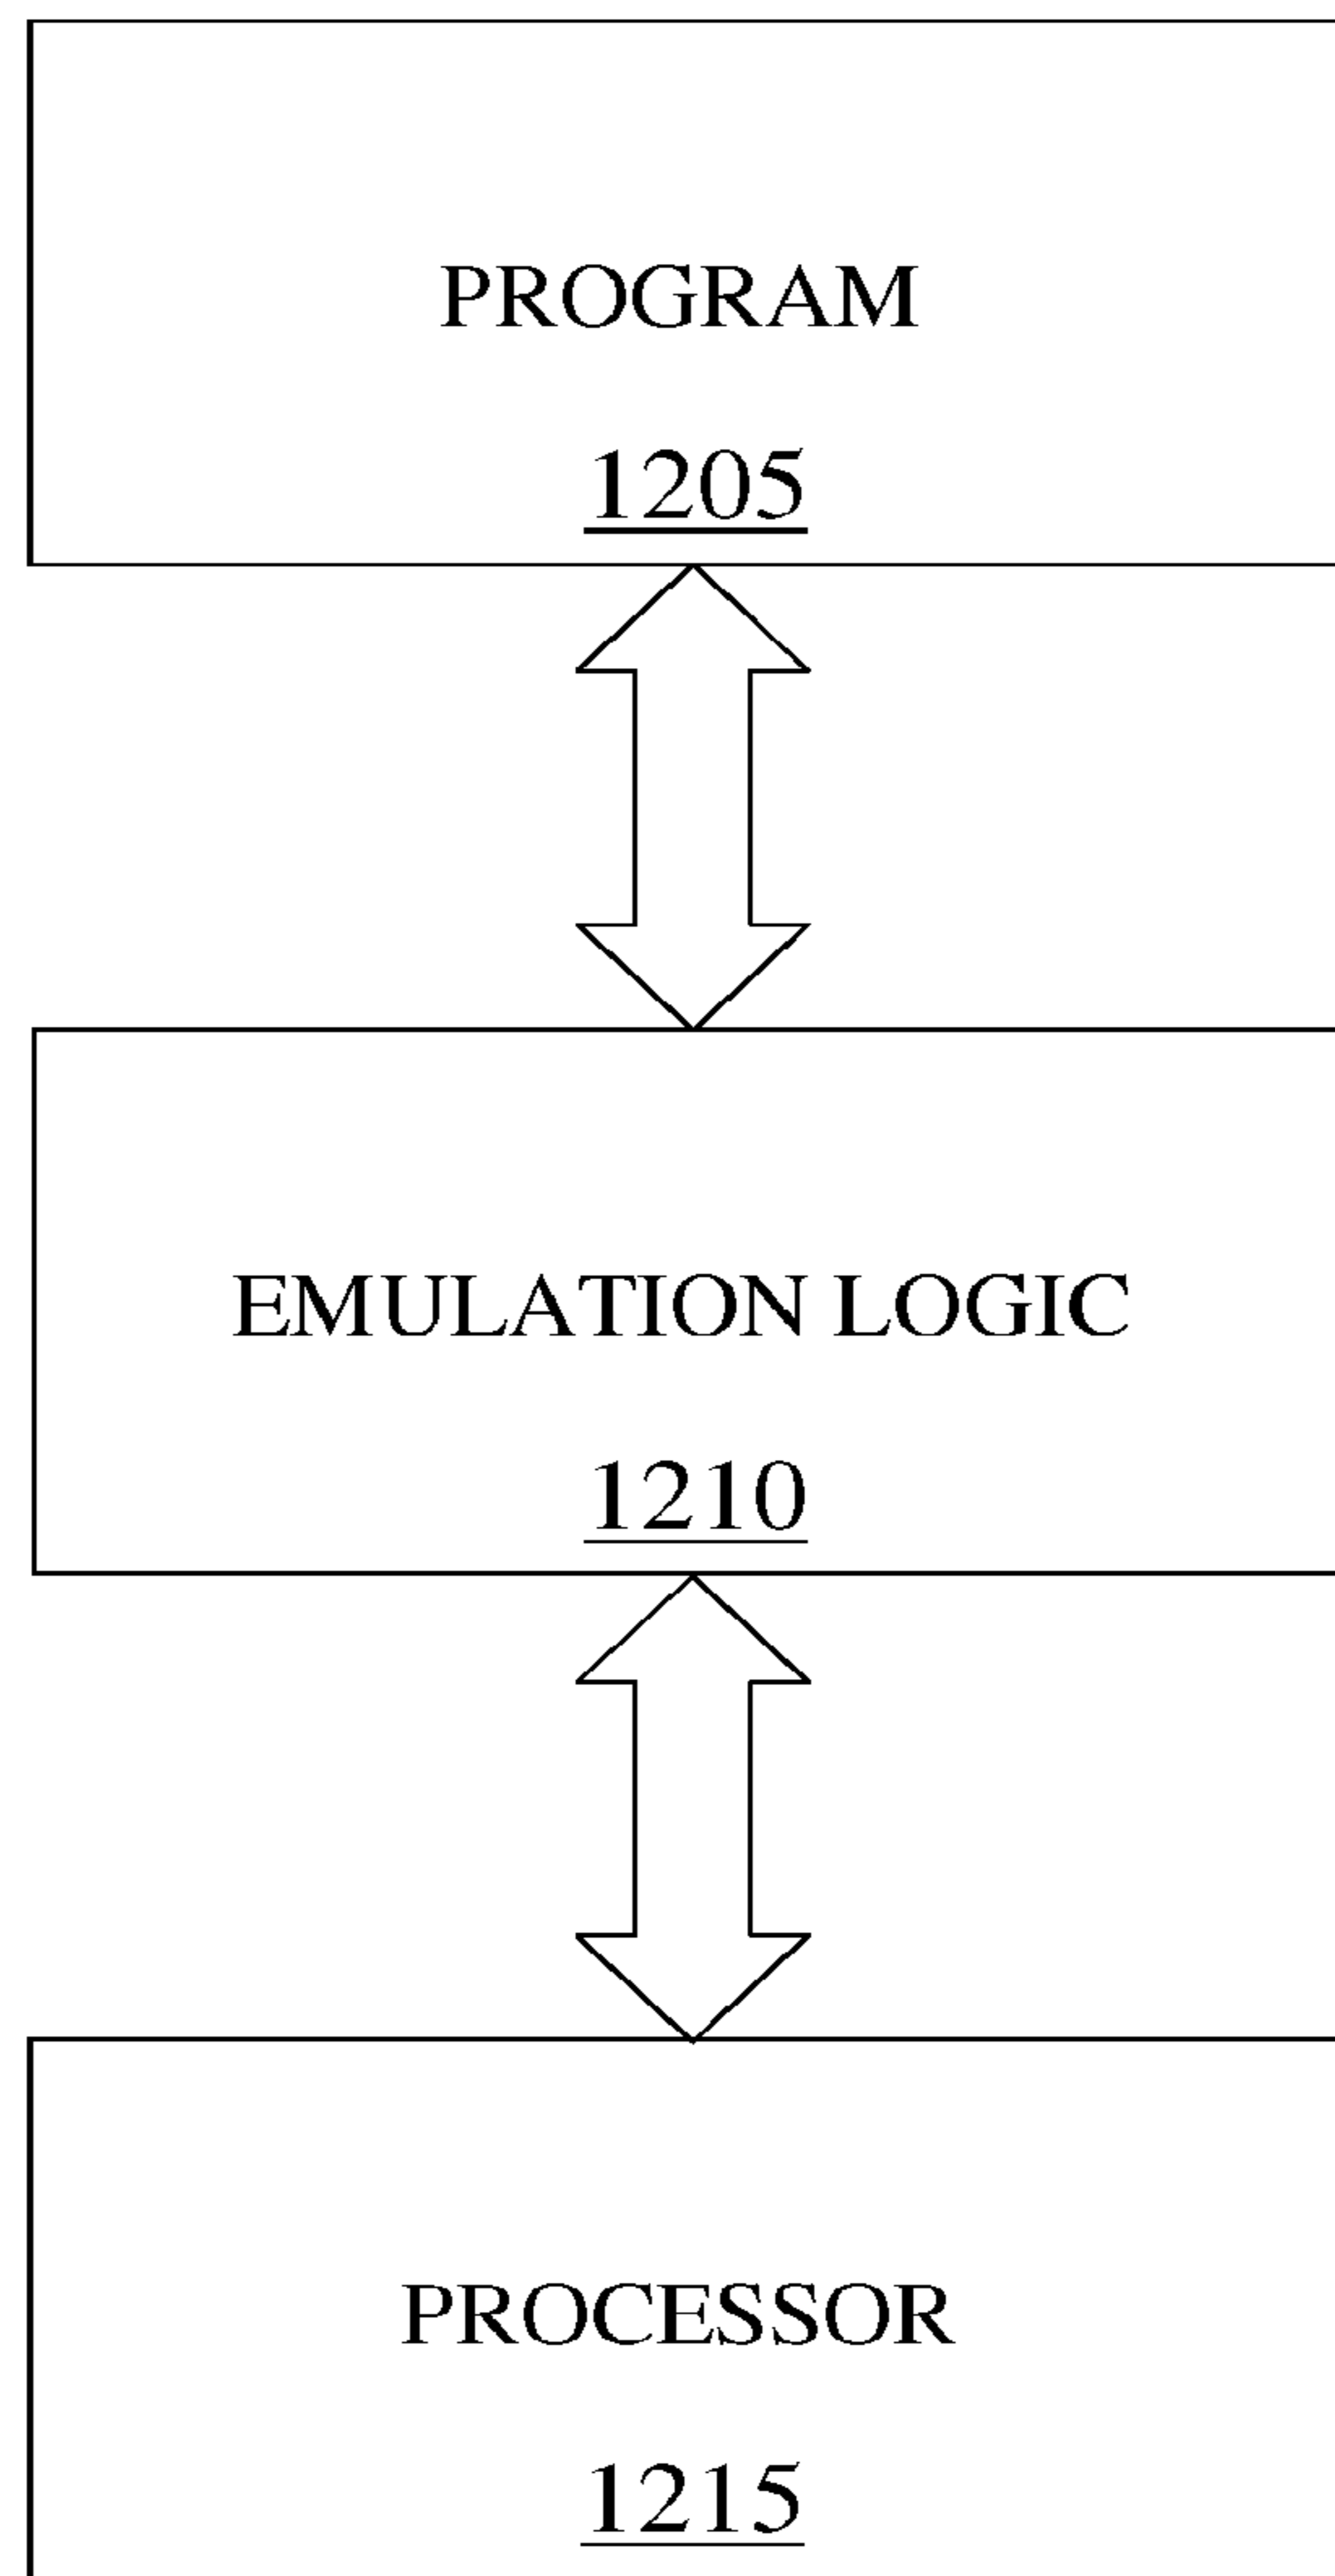 PROGRAM
1205
EMULATION LOGIC
1210
PROCESSOR
1215